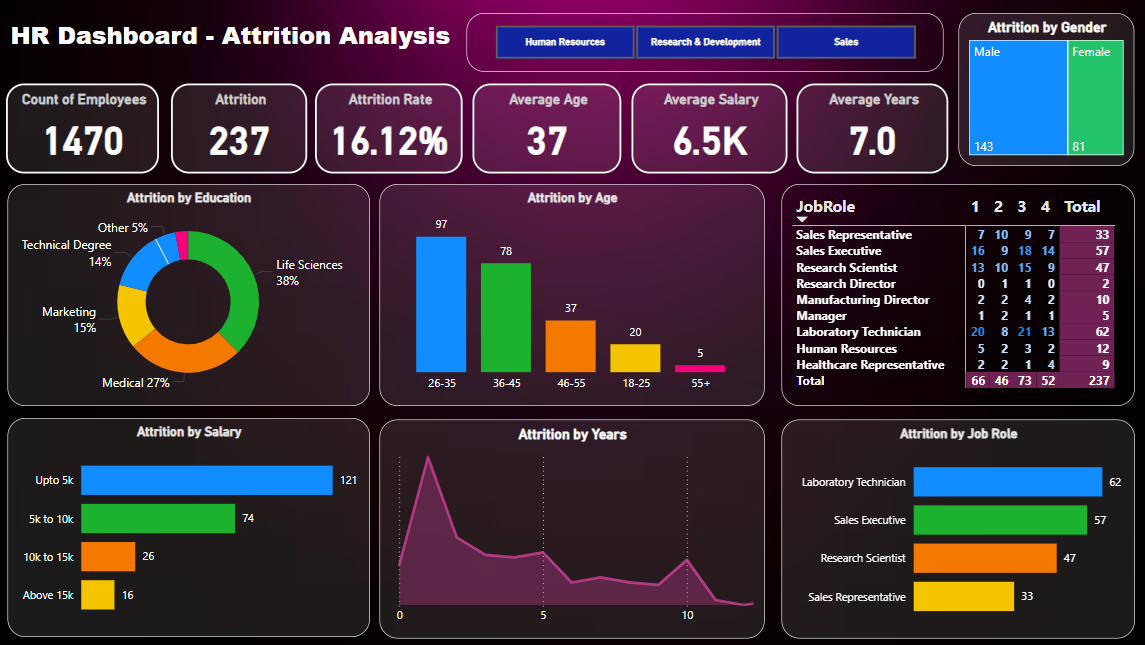 HR Dashboard - Attrition Analysis
Human Resources
Research & Development
Sales
Attrition by Gender
Male
Female
143
81
Count of Employees
1470
Attrition
237
Attrition Rate
16.12%
Average Age
37
Average Salary
6.5K
Average Years
7.0
Attrition by Education
Other 5%
Technical Degree
14%
Life Sciences
38%
Marketing
15%
Medical 27%
Attrition by Age
97
78
37
20
5
26-35 36-45 46-55 18-25 55+
JobRole 1 2 3 4 Total
Sales Representative 7 10 9 7 33
Sales Executive 16 9 18 14 57
Research Scientist 13 10 15 9 47
Research Director 0 1 1 0 2
Manufacturing Director 2 2 4 2 10
Manager 1 2 1 1 5
Laboratory Technician 20 8 21 13 62
Human Resources 5 2 3 2 12
Healthcare Representative 2 2 1 4 9
Total 66 46 73 52 237
Attrition by Salary
Upto 5k 121
5k to 10k 74
10k to 15k 26
Above 15k 16
Attrition by Years
0 5 10
Attrition by Job Role
Laboratory Technician 62
Sales Executive 57
Research Scientist 47
Sales Representative 33